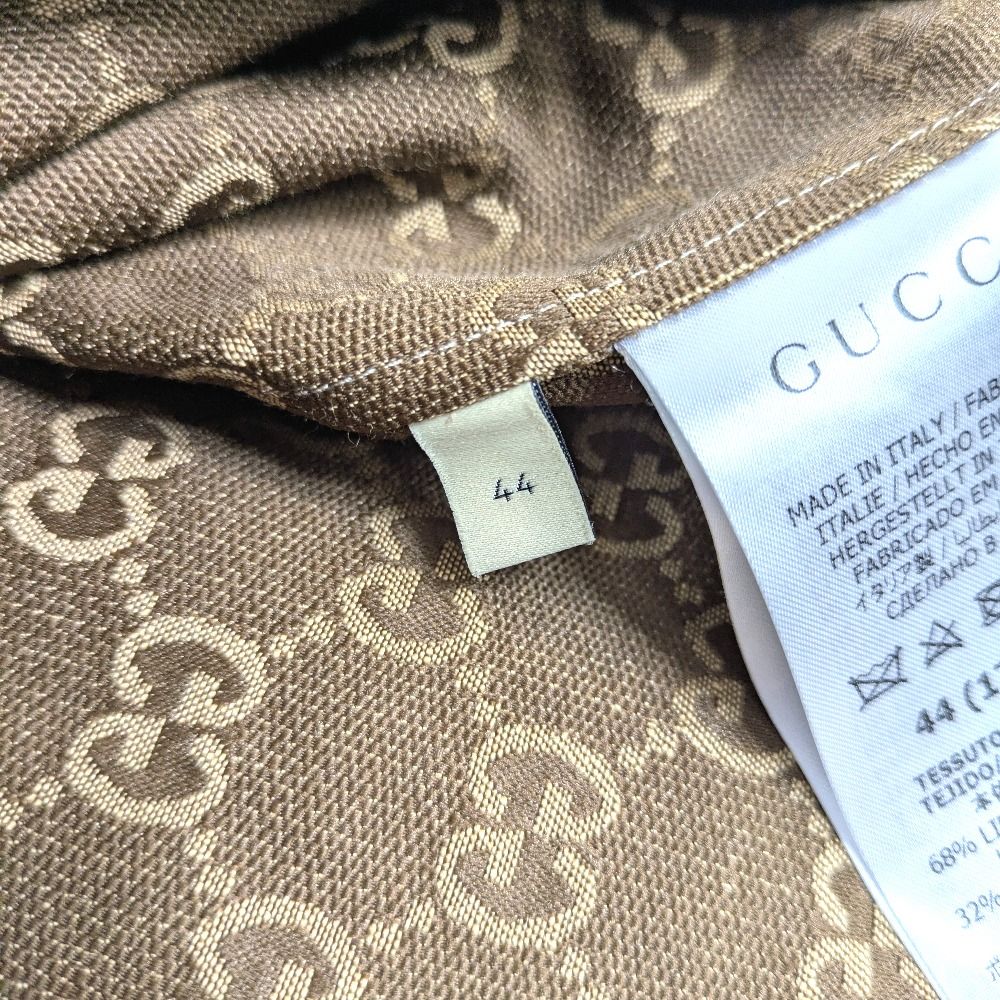 44
GUCC
MADE IN ITALY / FAB
ITALIE / HECHO EN
HERGESTELLT IN
FABRICADO EM
イタリア製 /
СДЕЛАНО В
44 (1
TESSUTO
TEJIDO/
68% LI
32%